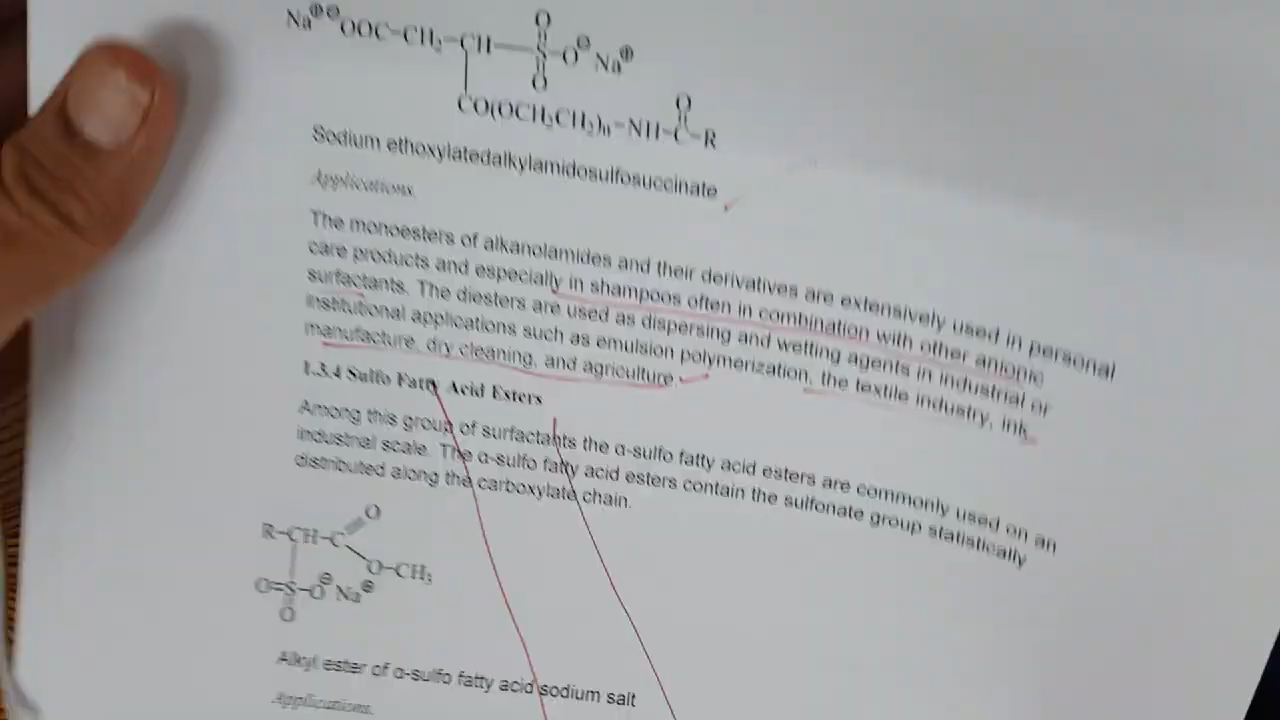 Na⊕⊖OOC-CH₂-CH-S-O⊖Na⊕
O
O
CO(OCH₂CH₂)n-NH-C-R
O
Sodium ethoxylatedalkylamidosulfosuccinate
Applications.
The monoesters of alkanolamides and their derivatives are extensively used in personal
care products and especially in shampoos often in combination with other anionic
surfactants. The diesters are used as dispersing and wetting agents in industrial or
institutional applications such as emulsion polymerization, the textile industry, ink
manufacture, dry cleaning, and agriculture.
1.3.4 Sulfo Fatty Acid Esters
Among this group of surfactants the α-sulfo fatty acid esters are commonly used on an
industrial scale. The α-sulfo fatty acid esters contain the sulfonate group statistically
distributed along the carboxylate chain.
O
R-CH-C
O-CH₃
O=S-O⊖Na⊕
O
Alkyl ester of α-sulfo fatty acid sodium salt
Applications.